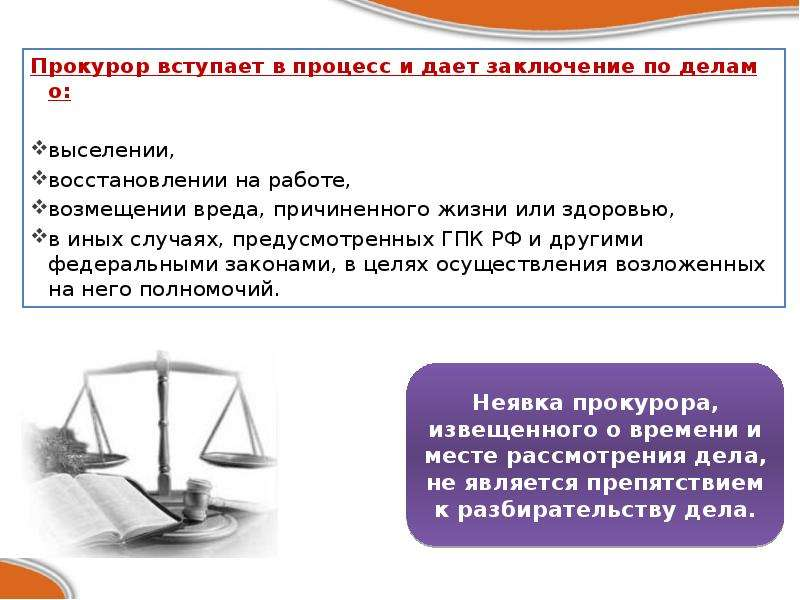 Прокурор вступает в процесс и дает заключение по делам
о:
выселении,
восстановлении на работе,
возмещении вреда, причиненного жизни или здоровью,
в иных случаях, предусмотренных ГПК РФ и другими
федеральными законами, в целях осуществления возложенных
на него полномочий.
Неявка прокурора,
извещенного о времени и
месте рассмотрения дела,
не является препятствием
к разбирательству дела.